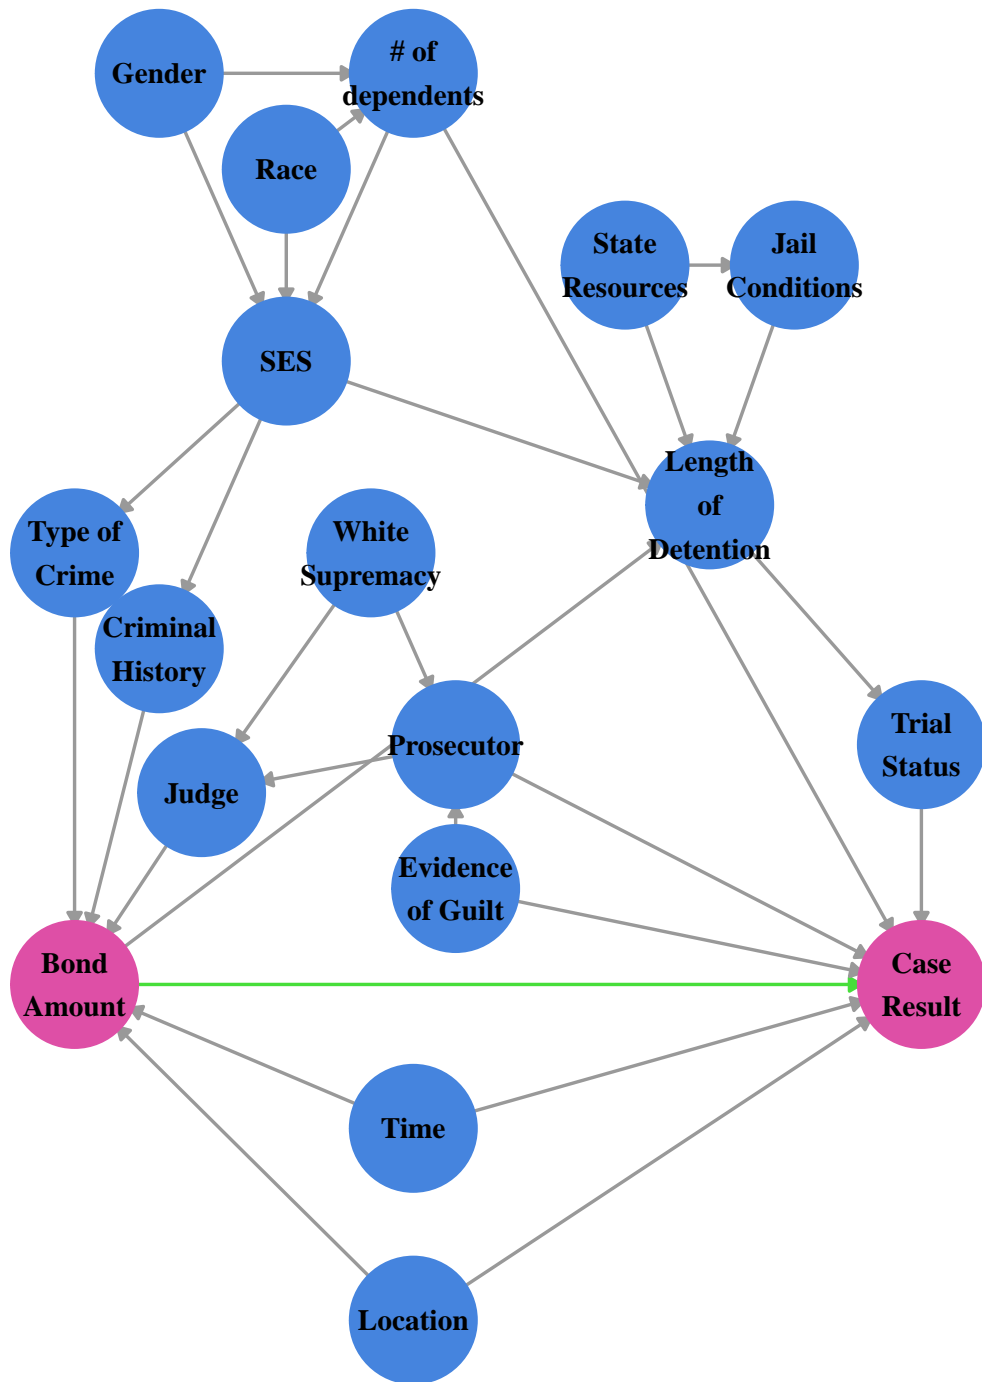 Gender
# of
dependents
Race
State
Resources
Jail
Conditions
SES
Length
of
Detention
Type of
Crime
White
Supremacy
Criminal
History
Prosecutor
Trial
Status
Judge
Evidence
of Guilt
Bond
Amount
Case
Result
Time
Location